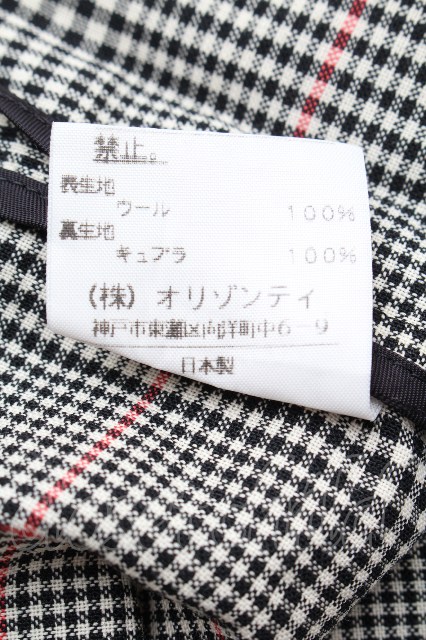 禁止。
表生地
ウール 100%
裏生地
キュプラ 100%
(株) オリゾンティ
神戸市東灘区向洋町中6-9
日本製